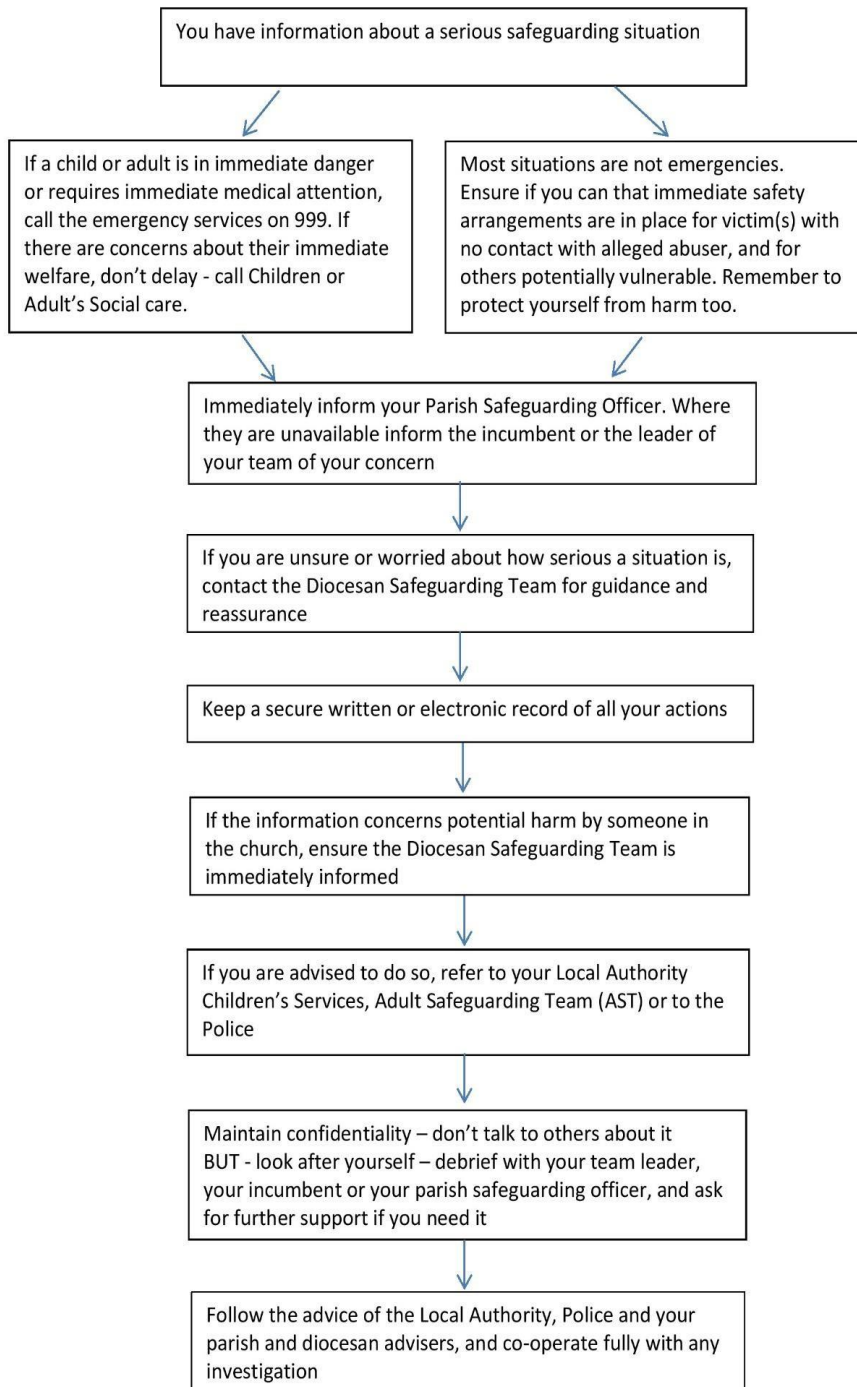 You have information about a serious safeguarding situation
If a child or adult is in immediate danger
or requires immediate medical attention,
call the emergency services on 999. If
there are concerns about their immediate
welfare, don’t delay - call Children or
Adult’s Social care.
Most situations are not emergencies.
Ensure if you can that immediate safety
arrangements are in place for victim(s) with
no contact with alleged abuser, and for
others potentially vulnerable. Remember to
protect yourself from harm too.
Immediately inform your Parish Safeguarding Officer. Where
they are unavailable inform the incumbent or the leader of
your team of your concern
If you are unsure or worried about how serious a situation is,
contact the Diocesan Safeguarding Team for guidance and
reassurance
Keep a secure written or electronic record of all your actions
If the information concerns potential harm by someone in
the church, ensure the Diocesan Safeguarding Team is
immediately informed
If you are advised to do so, refer to your Local Authority
Children’s Services, Adult Safeguarding Team (AST) or to the
Police
Maintain confidentiality – don’t talk to others about it
BUT - look after yourself – debrief with your team leader,
your incumbent or your parish safeguarding officer, and ask
for further support if you need it
Follow the advice of the Local Authority, Police and your
parish and diocesan advisers, and co-operate fully with any
investigation